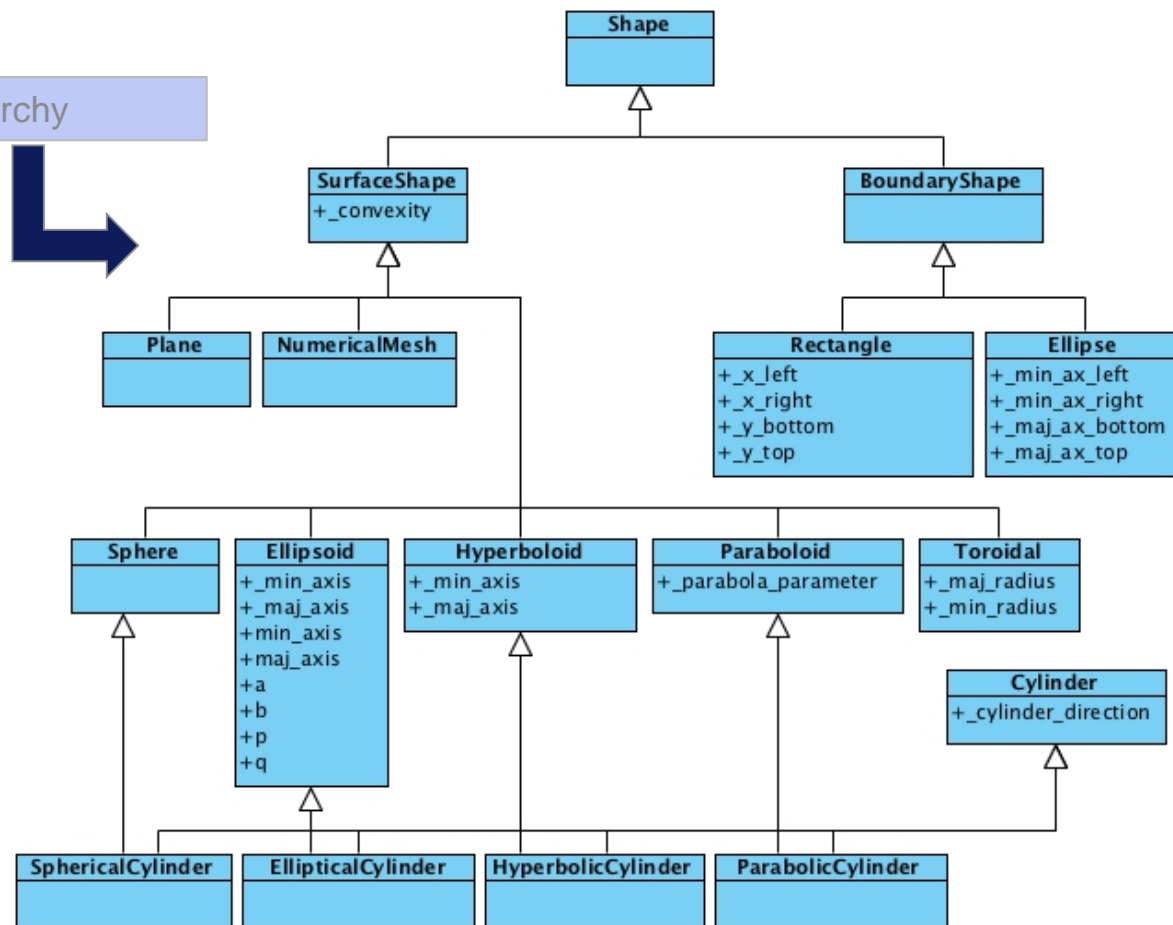 Shape
rchy
SurfaceShape
+_convexity
BoundaryShape
Plane
NumericalMesh
Rectangle
+_x_left
+_x_right
+_y_bottom
+_y_top
Ellipse
+_min_ax_left
+_min_ax_right
+_maj_ax_bottom
+_maj_ax_top
Sphere
Ellipsoid
+_min_axis
+_maj_axis
+min_axis
+maj_axis
+a
+b
+p
+q
Hyperboloid
+_min_axis
+_maj_axis
Paraboloid
+_parabola_parameter
Toroidal
+_maj_radius
+_min_radius
Cylinder
+_cylinder_direction
SphericalCylinder
EllipticalCylinder
HyperbolicCylinder
ParabolicCylinder